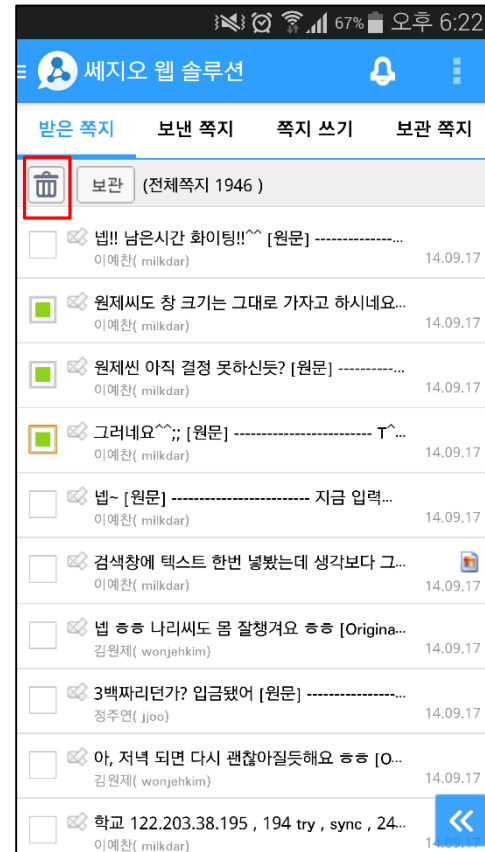 67% 오후 6:22
쎄지오 웹 솔루션
받은 쪽지 보낸 쪽지 쪽지 쓰기 보관 쪽지
보관 (전체쪽지 1946 )
넵!! 남은시간 화이팅!!^^ [원문] --------------...
이예찬( milkdar) 14.09.17
원제씨도 창 크기는 그대로 가자고 하시네요...
이예찬( milkdar) 14.09.17
원제씬 아직 결정 못하신듯? [원문] ----------...
이예찬( milkdar) 14.09.17
그러네요^^;; [원문] ------------------------- T^...
이예찬( milkdar) 14.09.17
넵~ [원문] ------------------------- 지금 입력...
이예찬( milkdar) 14.09.17
검색창에 텍스트 한번 넣봤는데 생각보다 그...
이예찬( milkdar) 14.09.17
넵 ㅎㅎ 나리씨도 몸 잘챙겨요 ㅎㅎ [Origina...
김원제( wonjehkim) 14.09.17
3백짜리던가? 입금됐어 [원문] ----------------...
정주연( jjoo) 14.09.17
아, 저녁 되면 다시 괜찮아질듯해요 ㅎㅎ [O...
김원제( wonjehkim) 14.09.17
학교 122.203.38.195 , 194 try , sync , 24...
이예찬( milkdar) 14.09.17